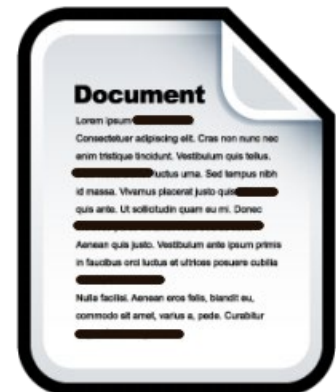 Document
Lorem ipsum
Consectetuer adipiscing elit. Cras non nunc nec
enim tristique tincidunt. Vestibulum quis tellus.
uctus urna. Sed tempus nibh
id massa. Vivamus placerat justo quis
quis ante. Ut sollicitudin quam eu mi. Donec
Aenean quis justo. Vestibulum ante ipsum primis
in faucibus orci luctus et ultrices posuere cubilia
Nulla facilisi. Aenean eros felis, blandit eu,
commodo sit amet, varius a, pede. Curabitur